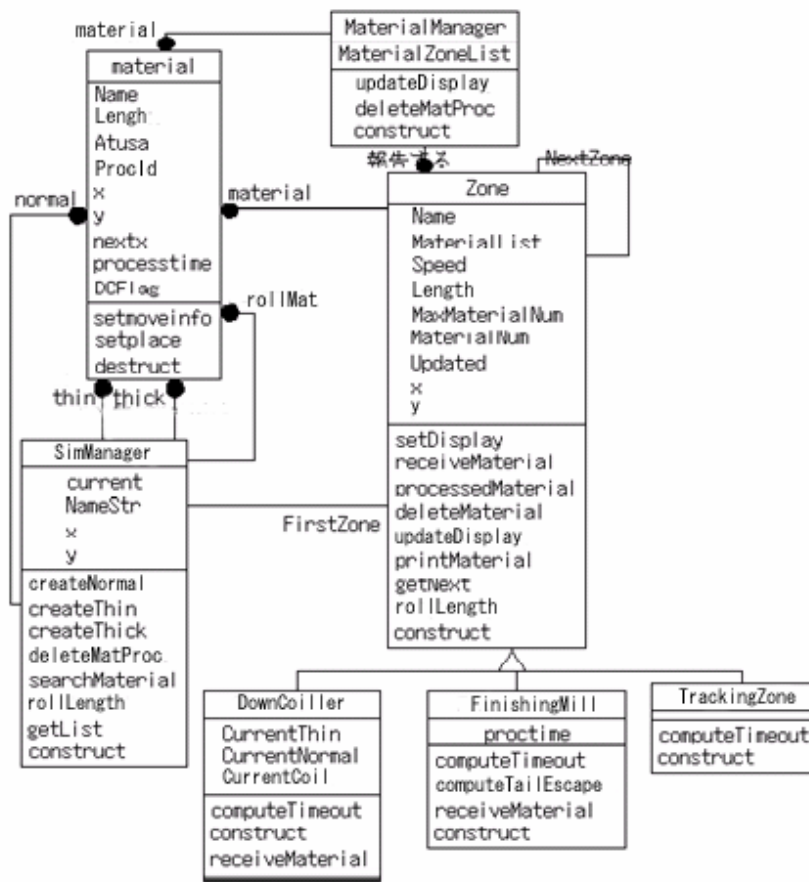 material
MaterialManager
MaterialZoneList
updateDisplay
deleteMatProc
construct
material
Name
Lengh
Atusa
ProcId
x
y
nextx
processtime
DCFlag
setmoveinfo
setplace
destruct
normal
material
rollMat
thin
thick
報告する
NextZone
Zone
Name
MaterialList
Speed
Length
MaxMaterialNum
MaterialNum
Updated
x
y
setDisplay
receiveMaterial
processedMaterial
deleteMaterial
updateDisplay
printMaterial
getNext
rollLength
construct
SimManager
current
NameStr
x
y
createNormal
createThin
createThick
deleteMatProc
searchMaterial
rollLength
getList
construct
FirstZone
DownCoiller
CurrentThin
CurrentNormal
CurrentCoil
computeTimeout
construct
receiveMaterial
FinishingMill
proctime
computeTimeout
computeTailEscape
receiveMaterial
construct
TrackingZone
computeTimeout
construct